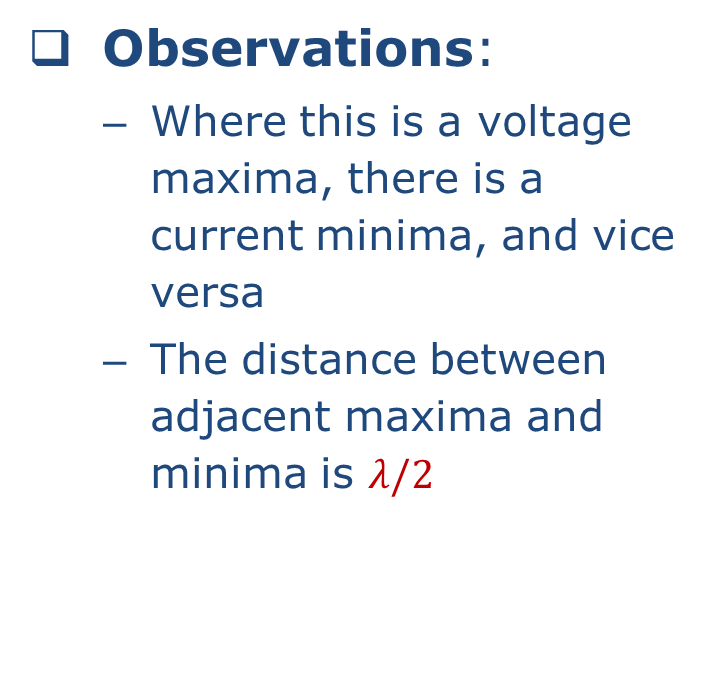 ❑ Observations:
– Where this is a voltage
maxima, there is a
current minima, and vice
versa
– The distance between
adjacent maxima and
minima is λ/2